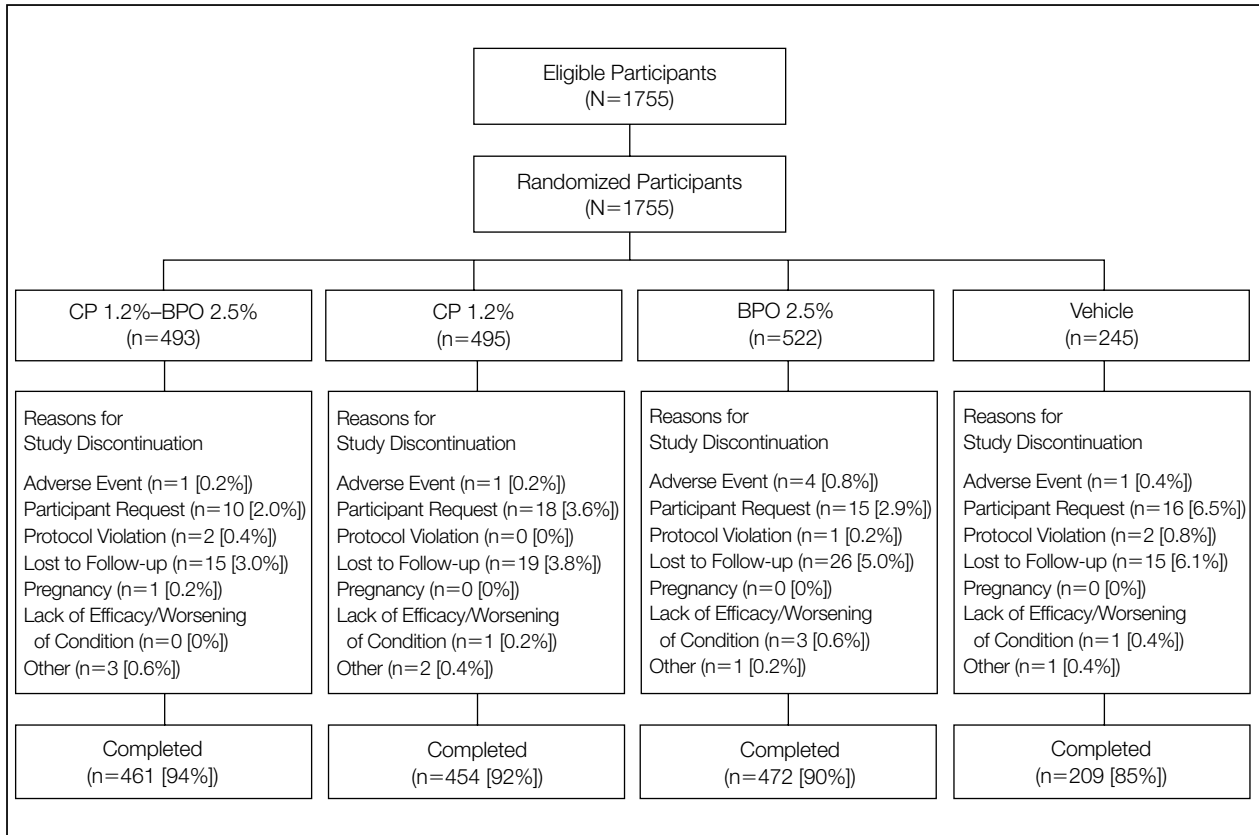 Eligible Participants
(N=1755)
Randomized Participants
(N=1755)
CP 1.2%–BPO 2.5%
(n=493)
CP 1.2%
(n=495)
BPO 2.5%
(n=522)
Vehicle
(n=245)
Reasons for
Study Discontinuation
Adverse Event (n=1 [0.2%])
Participant Request (n=10 [2.0%])
Protocol Violation (n=2 [0.4%])
Lost to Follow-up (n=15 [3.0%])
Pregnancy (n=1 [0.2%])
Lack of Efficacy/Worsening
of Condition (n=0 [0%])
Other (n=3 [0.6%])
Reasons for
Study Discontinuation
Adverse Event (n=1 [0.2%])
Participant Request (n=18 [3.6%])
Protocol Violation (n=0 [0%])
Lost to Follow-up (n=19 [3.8%])
Pregnancy (n=0 [0%])
Lack of Efficacy/Worsening
of Condition (n=1 [0.2%])
Other (n=2 [0.4%])
Reasons for
Study Discontinuation
Adverse Event (n=4 [0.8%])
Participant Request (n=15 [2.9%])
Protocol Violation (n=1 [0.2%])
Lost to Follow-up (n=26 [5.0%])
Pregnancy (n=0 [0%])
Lack of Efficacy/Worsening
of Condition (n=3 [0.6%])
Other (n=1 [0.2%])
Reasons for
Study Discontinuation
Adverse Event (n=1 [0.4%])
Participant Request (n=16 [6.5%])
Protocol Violation (n=2 [0.8%])
Lost to Follow-up (n=15 [6.1%])
Pregnancy (n=0 [0%])
Lack of Efficacy/Worsening
of Condition (n=1 [0.4%])
Other (n=1 [0.4%])
Completed
(n=461 [94%])
Completed
(n=454 [92%])
Completed
(n=472 [90%])
Completed
(n=209 [85%])